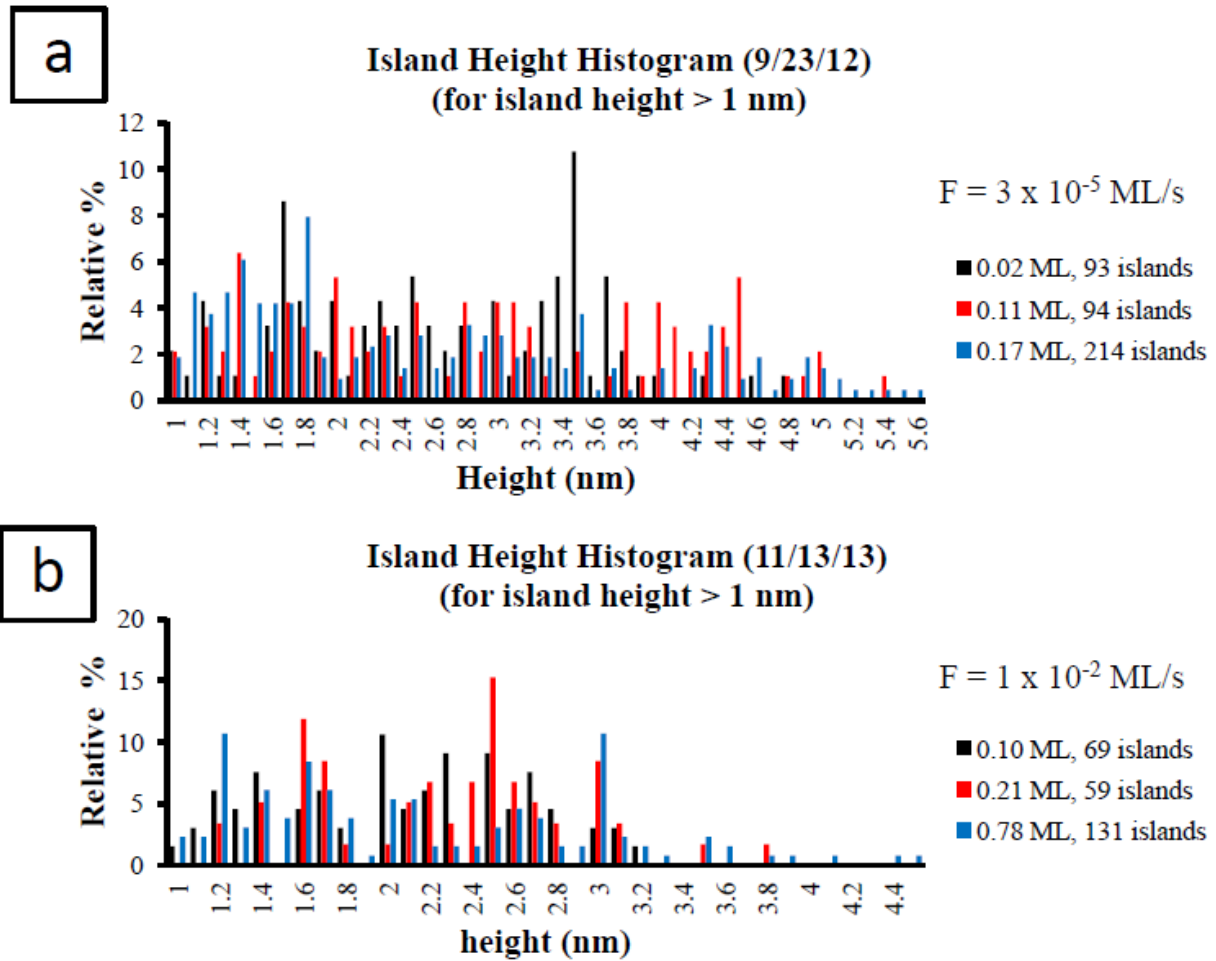 a
Island Height Histogram (9/23/12)
(for island height > 1 nm)
12
10
8
6
4
2
0
Relative %
1 1.2 1.4 1.6 1.8 2 2.2 2.4 2.6 2.8 3 3.2 3.4 3.6 3.8 4 4.2 4.4 4.6 4.8 5 5.2 5.4 5.6
Height (nm)
F = 3 x 10⁻⁵ ML/s
0.02 ML, 93 islands
0.11 ML, 94 islands
0.17 ML, 214 islands
b
Island Height Histogram (11/13/13)
(for island height > 1 nm)
20
15
10
5
0
Relative %
1 1.2 1.4 1.6 1.8 2 2.2 2.4 2.6 2.8 3 3.2 3.4 3.6 3.8 4 4.2 4.4
height (nm)
F = 1 x 10⁻² ML/s
0.10 ML, 69 islands
0.21 ML, 59 islands
0.78 ML, 131 islands